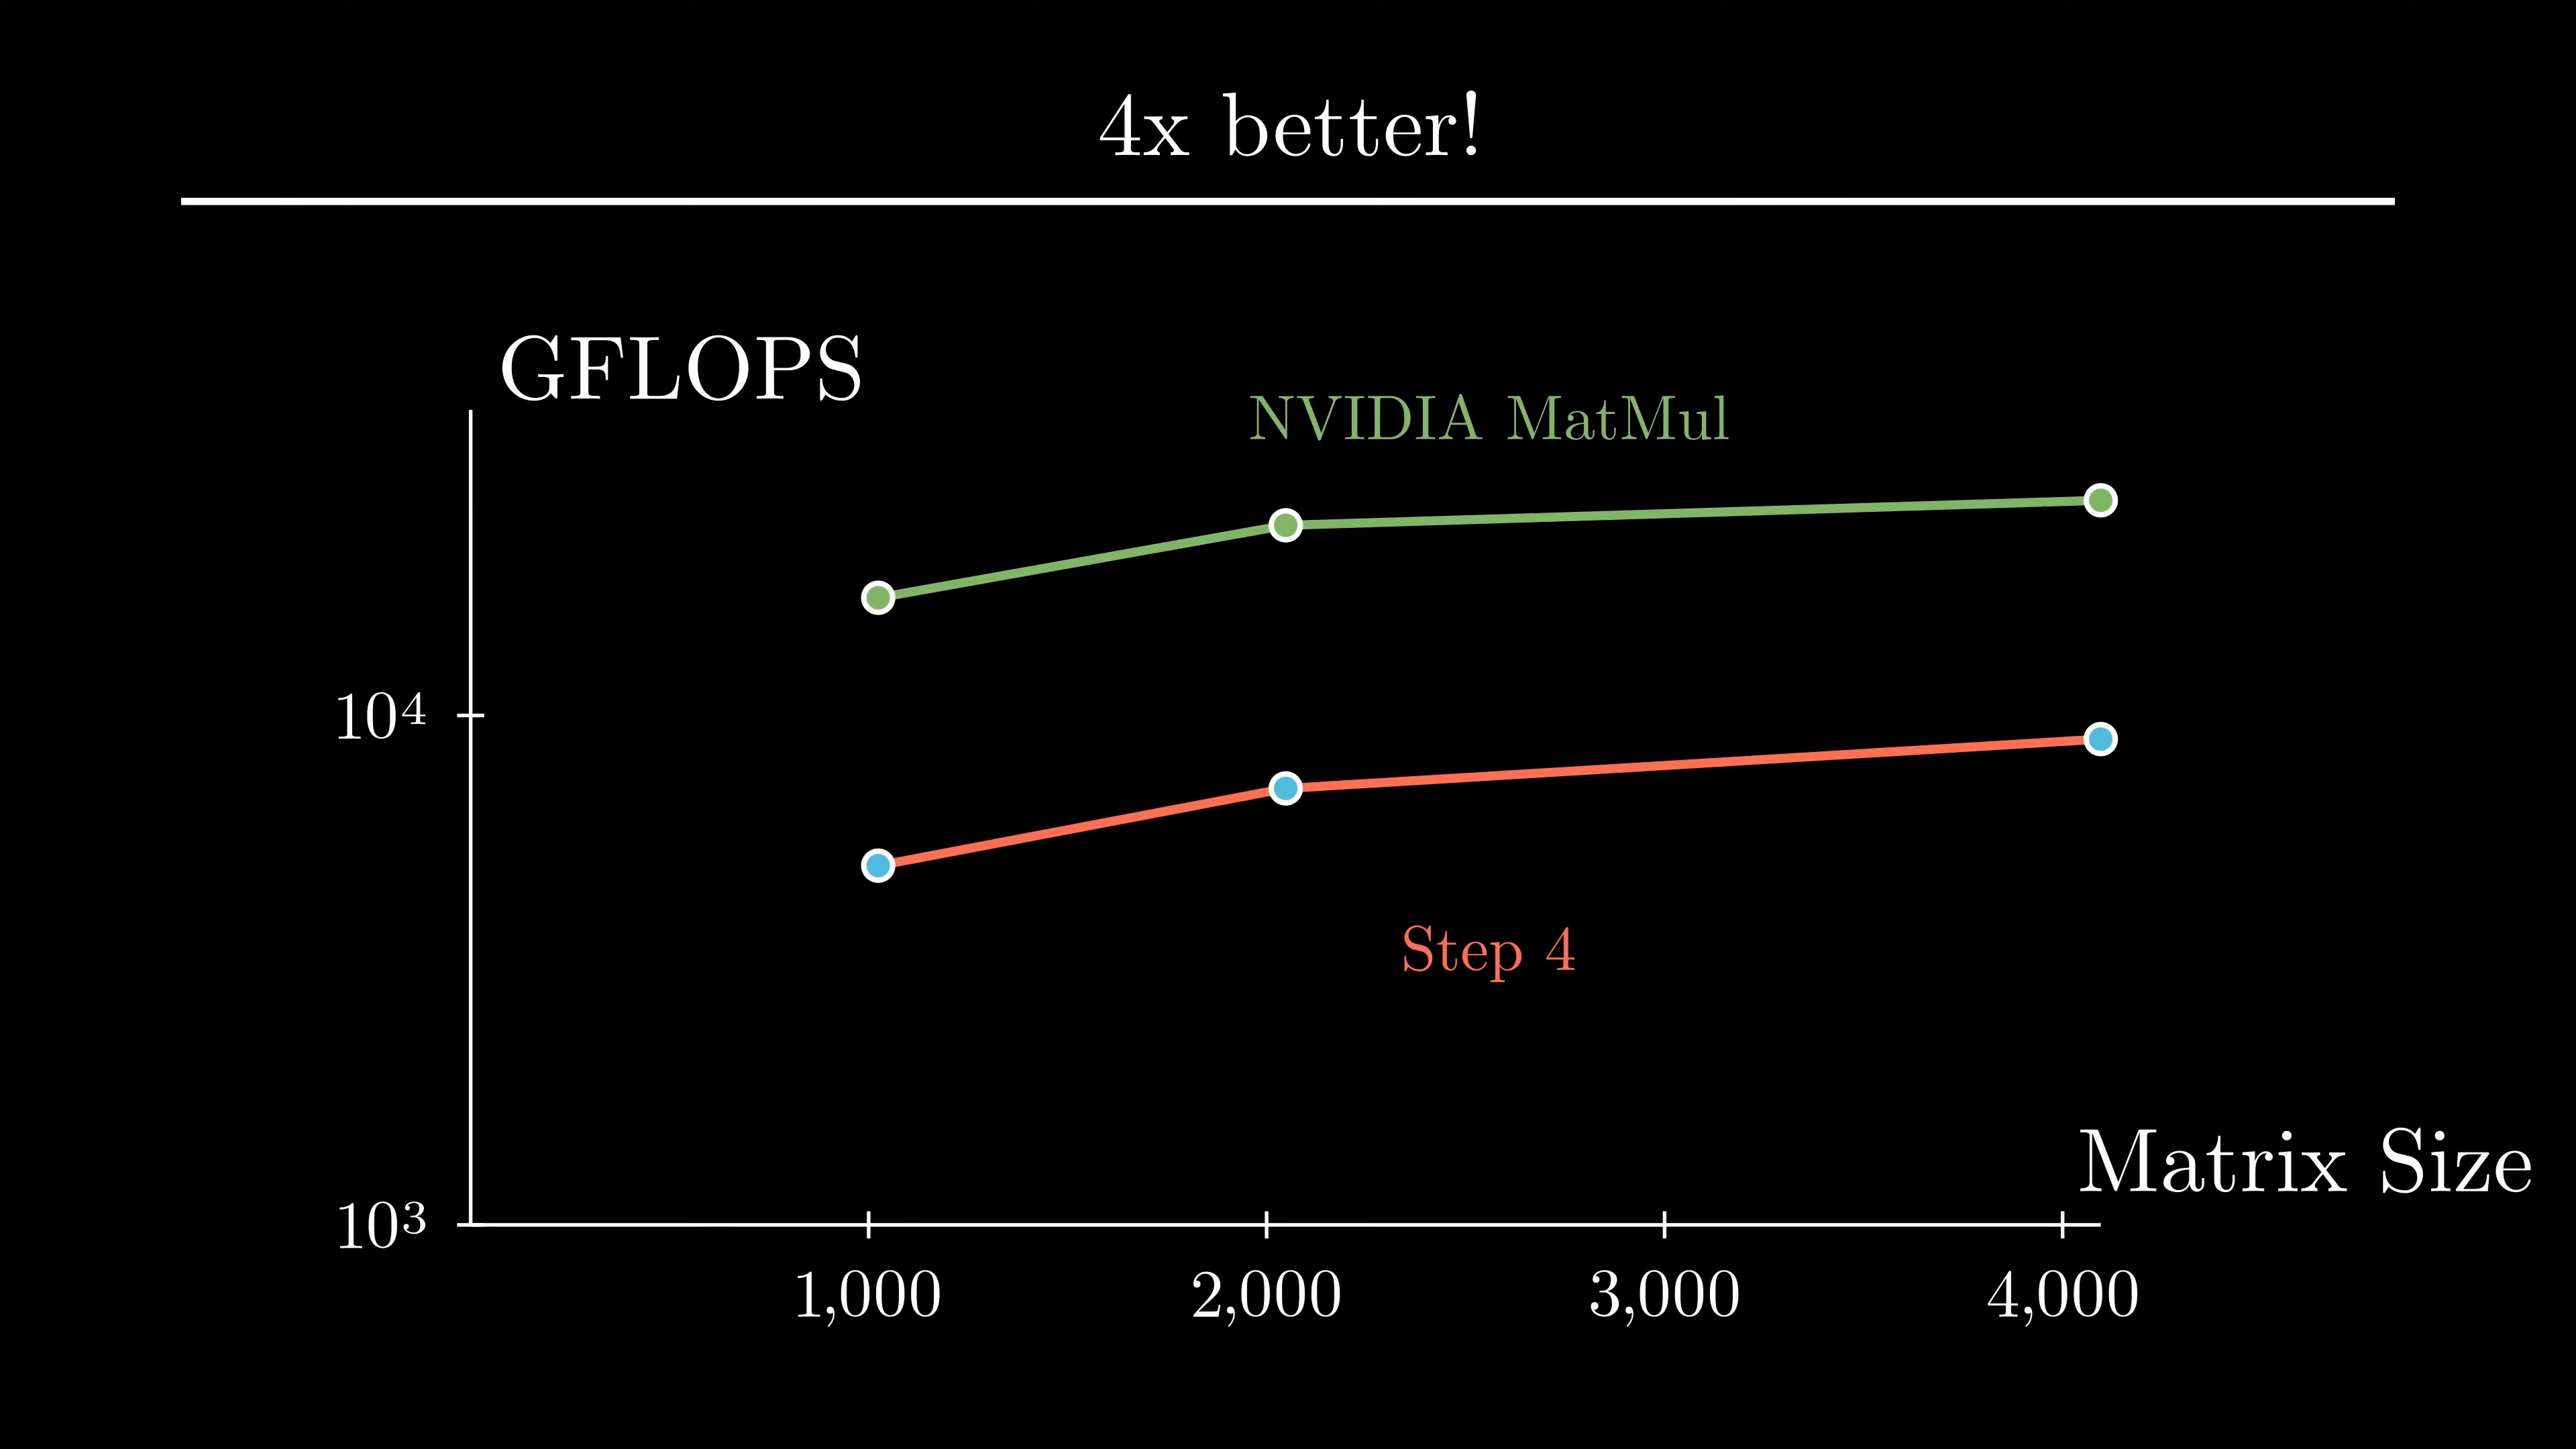 4x better!
GFLOPS
NVIDIA MatMul
10⁴
Step 4
Matrix Size
10³
1,000 2,000 3,000 4,000